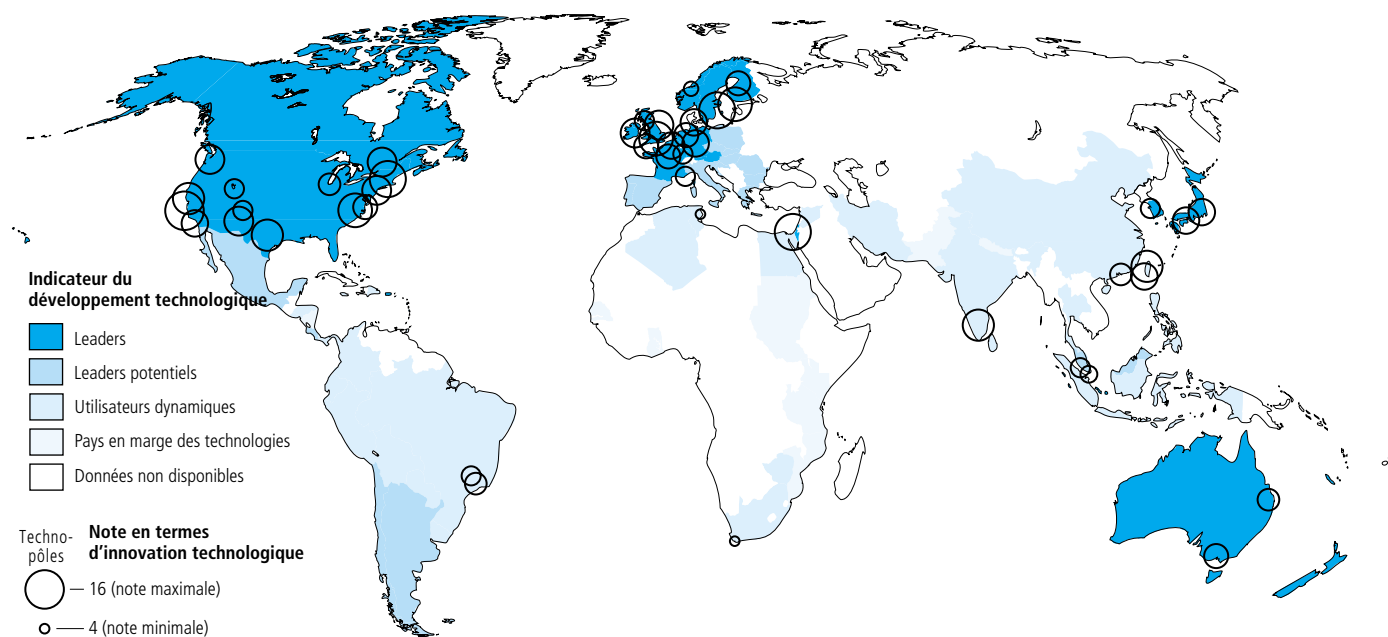 Indicateur du
développement technologique
Leaders
Leaders potentiels
Utilisateurs dynamiques
Pays en marge des technologies
Données non disponibles
Techno-
pôles
Note en termes
d’innovation technologique
16 (note maximale)
4 (note minimale)